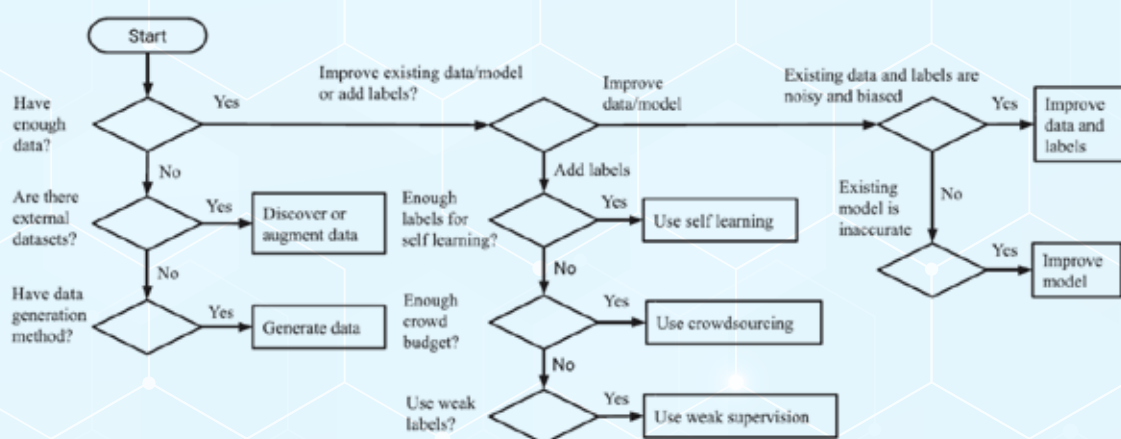 Start
Have
enough
data?
Yes
No
Are there
external
datasets?
Yes
Discover or
augment data
No
Have data
generation
method?
Yes
Generate data
Improve existing data/model
or add labels?
Improve
data/model
Add labels
Enough
labels for
self learning?
Yes
Use self learning
No
Enough
crowd
budget?
Yes
Use crowdsourcing
No
Use weak
labels?
Yes
Use weak supervision
Existing data and labels are
noisy and biased
Yes
Improve
data and
labels
No
Existing
model is
inaccurate
Yes
Improve
model